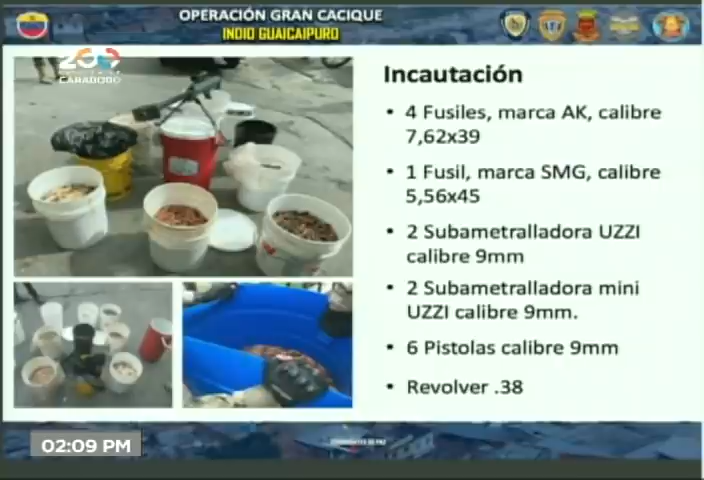 OPERACIÓN GRAN CACIQUE
INDIO GUAICAIPURO
200
CARABOBO
Incautación
• 4 Fusiles, marca AK, calibre
7,62x39
• 1 Fusil, marca SMG, calibre
5,56x45
• 2 Subametralladora UZZI
calibre 9mm
• 2 Subametralladora mini
UZZI calibre 9mm.
• 6 Pistolas calibre 9mm
• Revolver .38
02:09 PM